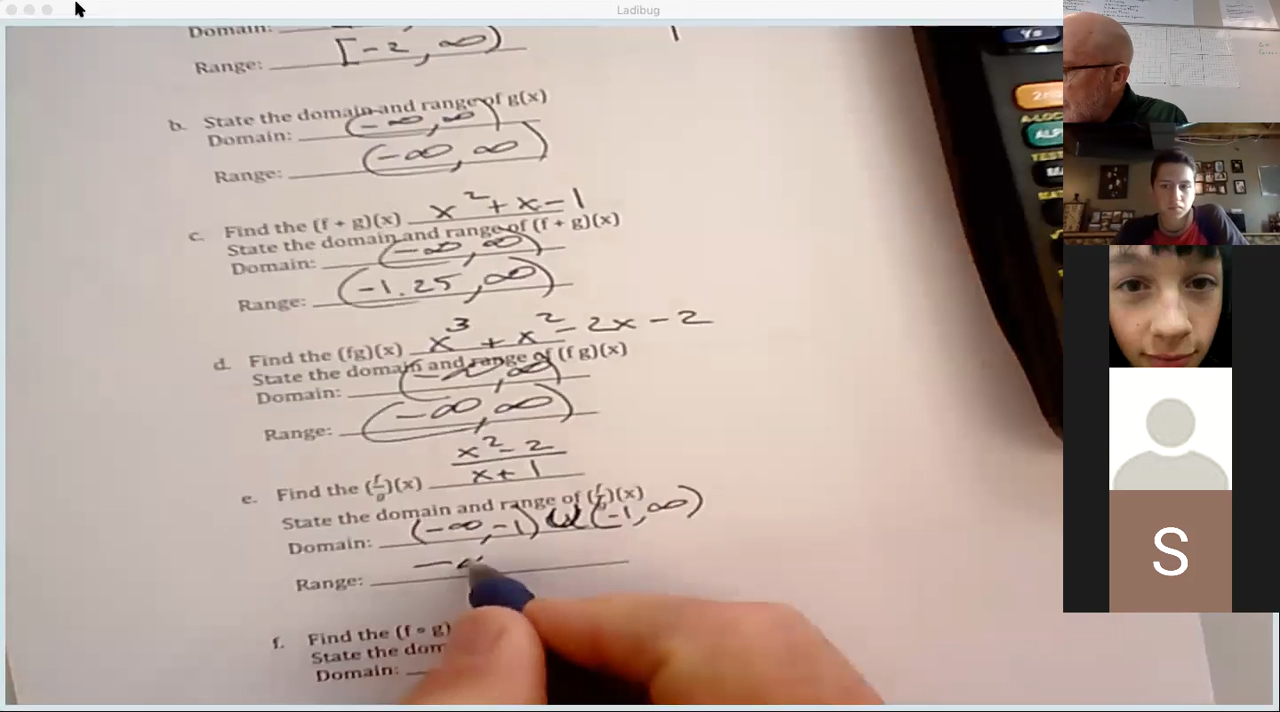 Ladibug
Domain:
Range: [-2, ∞)
b. State the domain and range of g(x)
Domain: (-∞, ∞)
Range: (-∞, ∞)
c. Find the (f + g)(x) x² + x - 1
State the domain and range of (f + g)(x)
Domain: (-∞, ∞)
Range: (-1.25, ∞)
d. Find the (fg)(x) x³ + x² - 2x - 2
State the domain and range of (f g)(x)
Domain: (-∞, ∞)
Range: (-∞, ∞)
e. Find the (f/g)(x) x² - 2 / x + 1
State the domain and range of (f/g)(x)
Domain: (-∞, -1) ∪ (-1, ∞)
Range: -
f. Find the (f ∘ g)
State the dom
Domain:
Y=
S